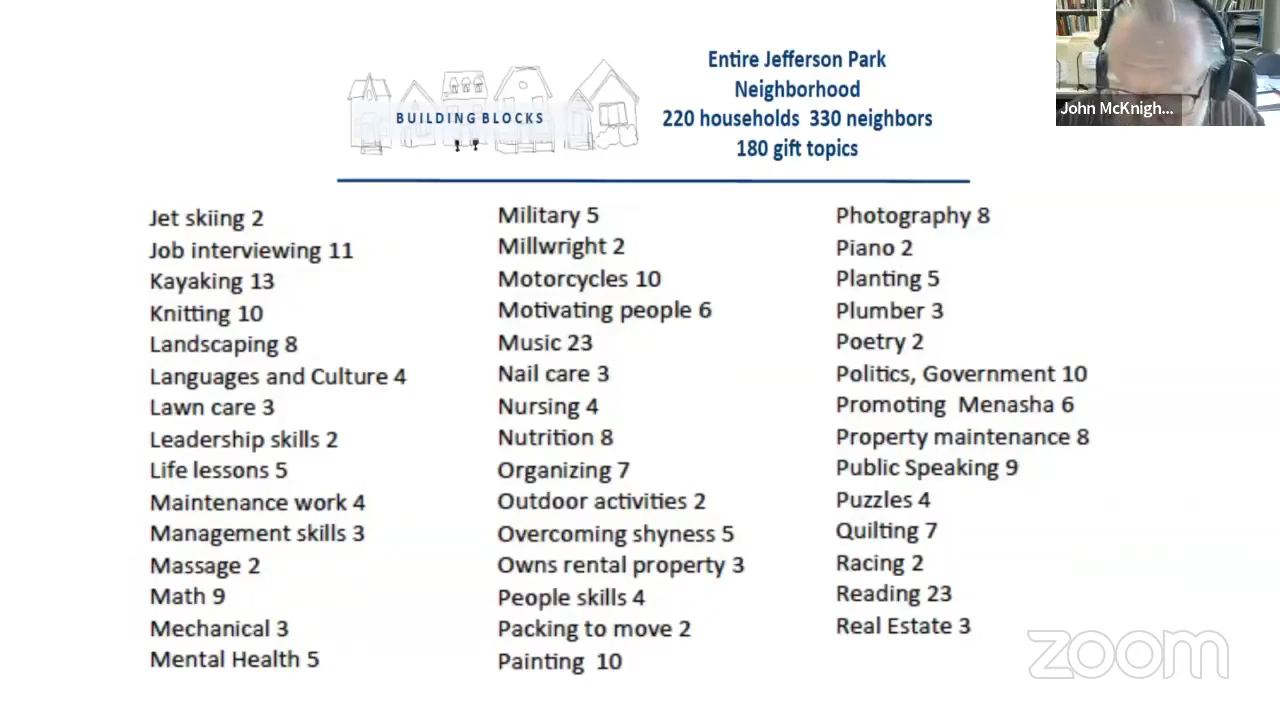 Entire Jefferson Park
Neighborhood
220 households 330 neighbors
180 gift topics
BUILDING BLOCKS
John McKnigh...
Jet skiing 2
Job interviewing 11
Kayaking 13
Knitting 10
Landscaping 8
Languages and Culture 4
Lawn care 3
Leadership skills 2
Life lessons 5
Maintenance work 4
Management skills 3
Massage 2
Math 9
Mechanical 3
Mental Health 5
Military 5
Millwright 2
Motorcycles 10
Motivating people 6
Music 23
Nail care 3
Nursing 4
Nutrition 8
Organizing 7
Outdoor activities 2
Overcoming shyness 5
Owns rental property 3
People skills 4
Packing to move 2
Painting 10
Photography 8
Piano 2
Planting 5
Plumber 3
Poetry 2
Politics, Government 10
Promoting Menasha 6
Property maintenance 8
Public Speaking 9
Puzzles 4
Quilting 7
Racing 2
Reading 23
Real Estate 3
zoom